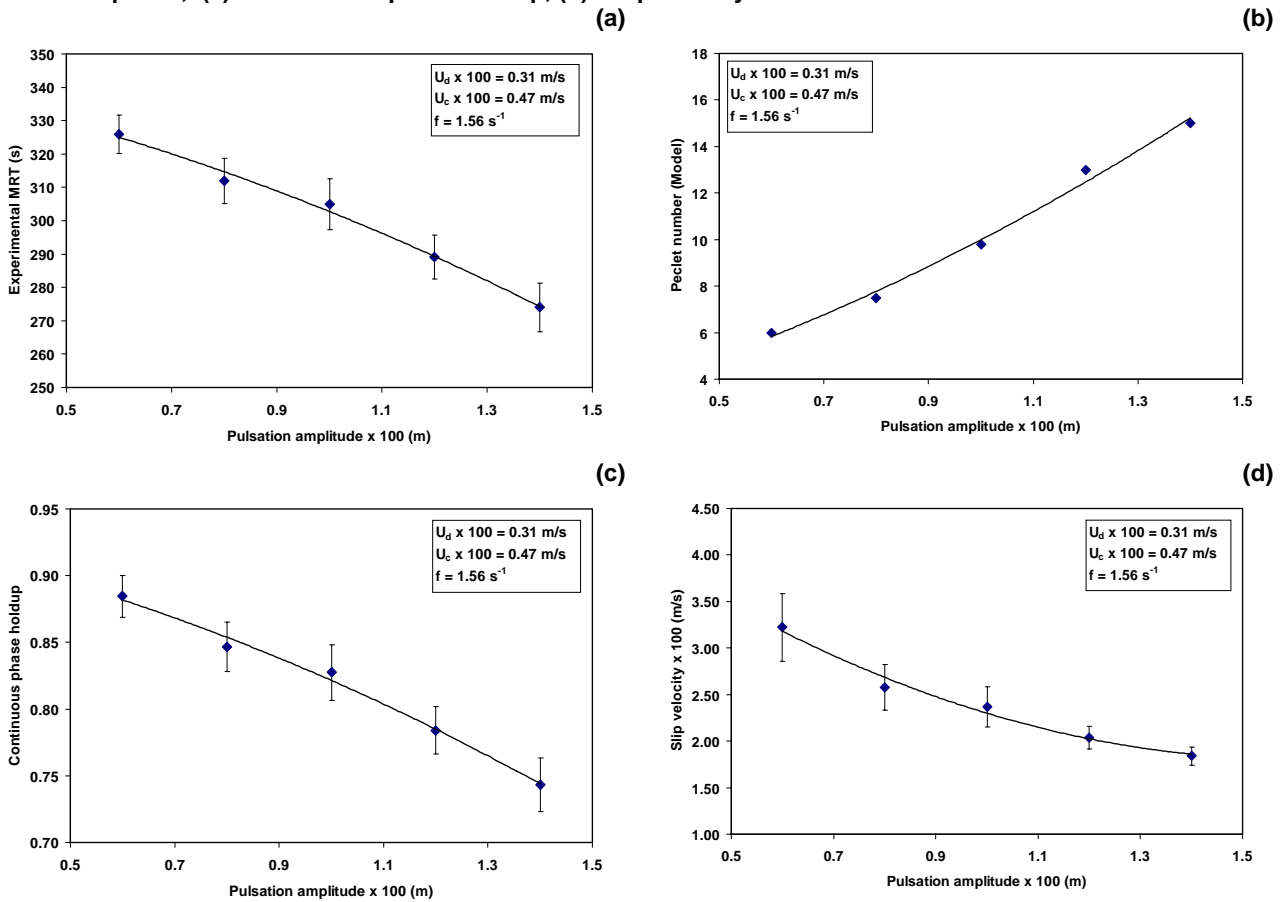 (a)
(b)
350
340
330
320
310
300
290
280
270
260
250
Experimental MRT (s)
U_d x 100 = 0.31 m/s
U_c x 100 = 0.47 m/s
f = 1.56 s^-1
0.5 0.7 0.9 1.1 1.3 1.5
Pulsation amplitude x 100 (m)
18
16
14
12
10
8
6
4
Peclet number (Model)
U_d x 100 = 0.31 m/s
U_c x 100 = 0.47 m/s
f = 1.56 s^-1
0.5 0.7 0.9 1.1 1.3 1.5
Pulsation amplitude x 100 (m)
(c)
(d)
0.95
0.90
0.85
0.80
0.75
0.70
Continuous phase holdup
U_d x 100 = 0.31 m/s
U_c x 100 = 0.47 m/s
f = 1.56 s^-1
0.5 0.7 0.9 1.1 1.3 1.5
Pulsation amplitude x 100 (m)
4.50
4.00
3.50
3.00
2.50
2.00
1.50
1.00
Slip velocity x 100 (m/s)
U_d x 100 = 0.31 m/s
U_c x 100 = 0.47 m/s
f = 1.56 s^-1
0.5 0.7 0.9 1.1 1.3 1.5
Pulsation amplitude x 100 (m)